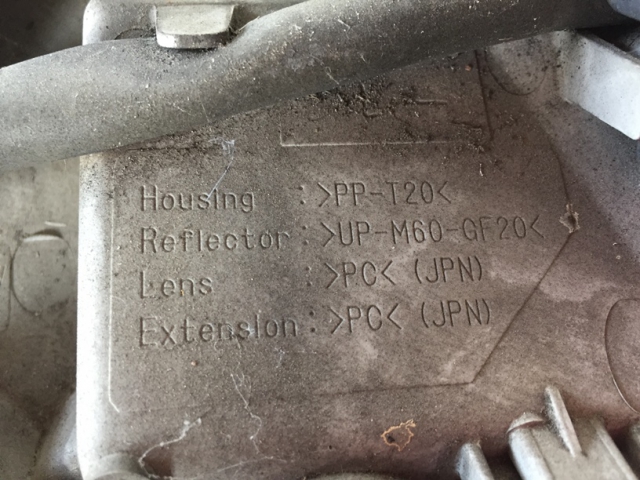 Housing :>PP-T20<
Reflector:>UP-M60-GF20<
Lens :>PC< (JPN)
Extension:>PC< (JPN)